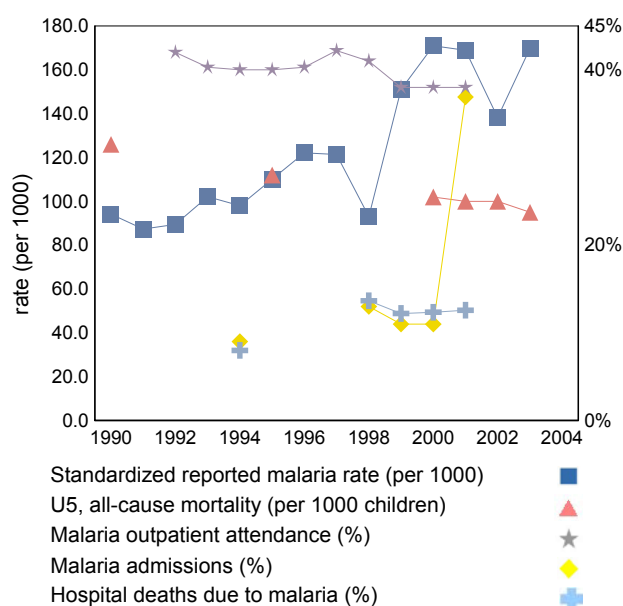 180.0
160.0
140.0
120.0
100.0
80.0
60.0
40.0
20.0
0.0
rate (per 1000)
45%
40%
20%
0%
1990 1992 1994 1996 1998 2000 2002 2004
Standardized reported malaria rate (per 1000)
U5, all-cause mortality (per 1000 children)
Malaria outpatient attendance (%)
Malaria admissions (%)
Hospital deaths due to malaria (%)